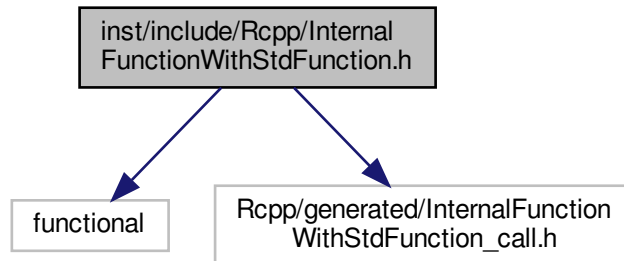 inst/include/Rcpp/Internal
FunctionWithStdFunction.h
functional
Rcpp/generated/InternalFunction
WithStdFunction_call.h